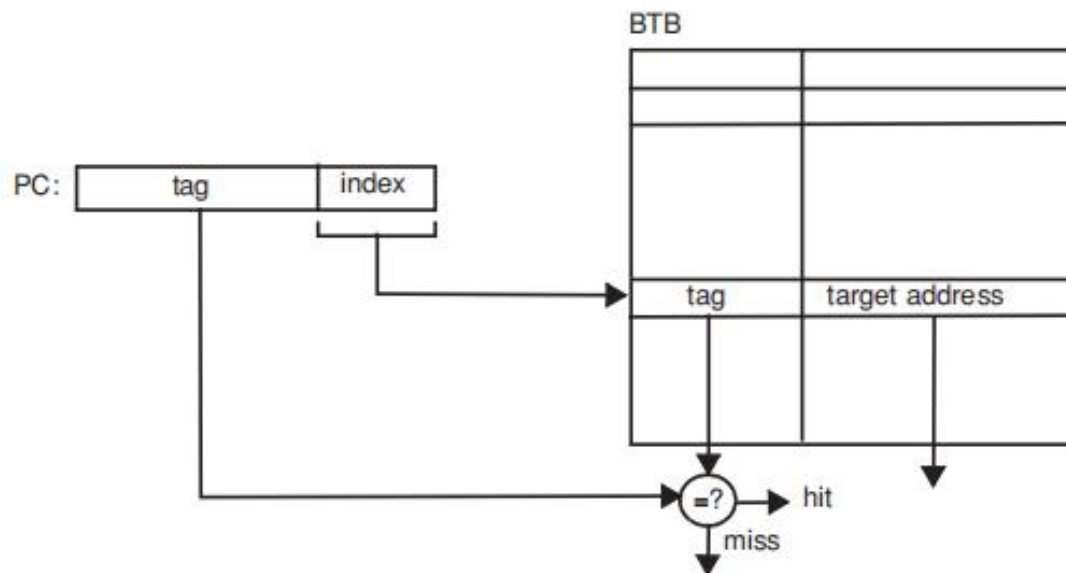 BTB
PC: tag index
tag target address
=? hit
miss